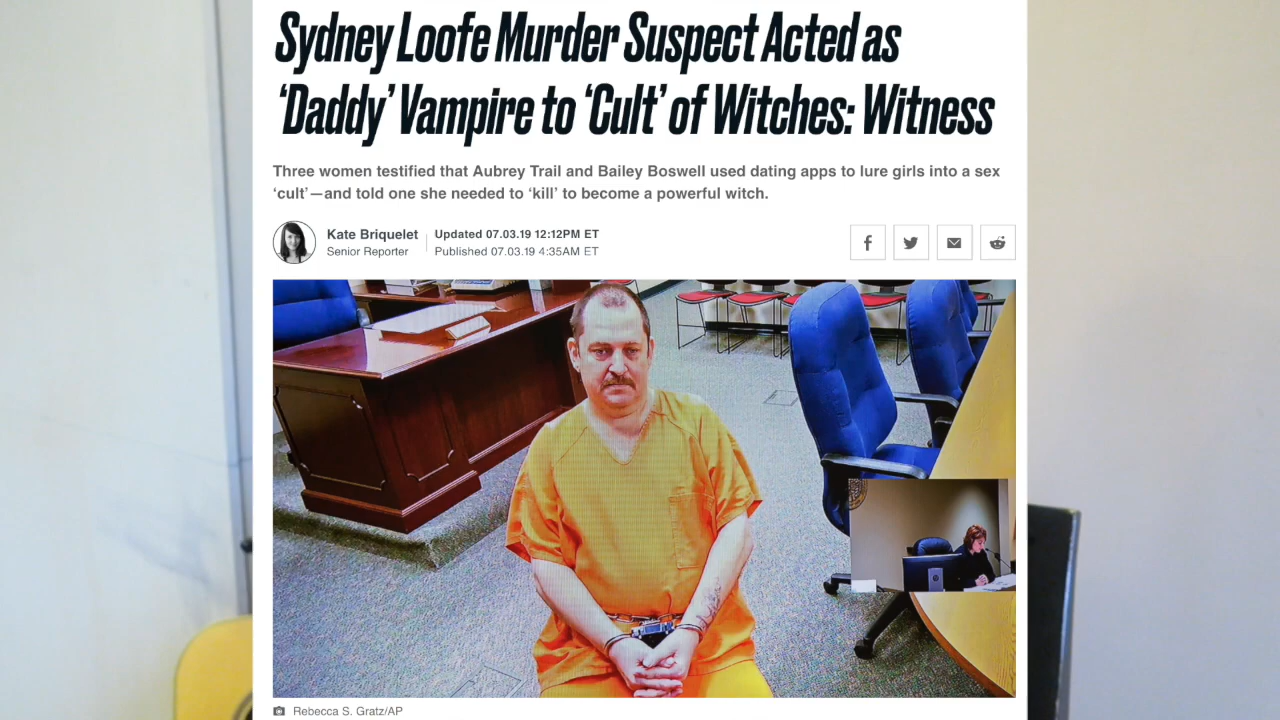 Sydney Loofe Murder Suspect Acted as
‘Daddy’ Vampire to ‘Cult’ of Witches: Witness
Three women testified that Aubrey Trail and Bailey Boswell used dating apps to lure girls into a sex
‘cult’—and told one she needed to ‘kill’ to become a powerful witch.
Kate Briquelet
Senior Reporter
Updated 07.03.19 12:12PM ET
Published 07.03.19 4:35AM ET
Rebecca S. Gratz/AP